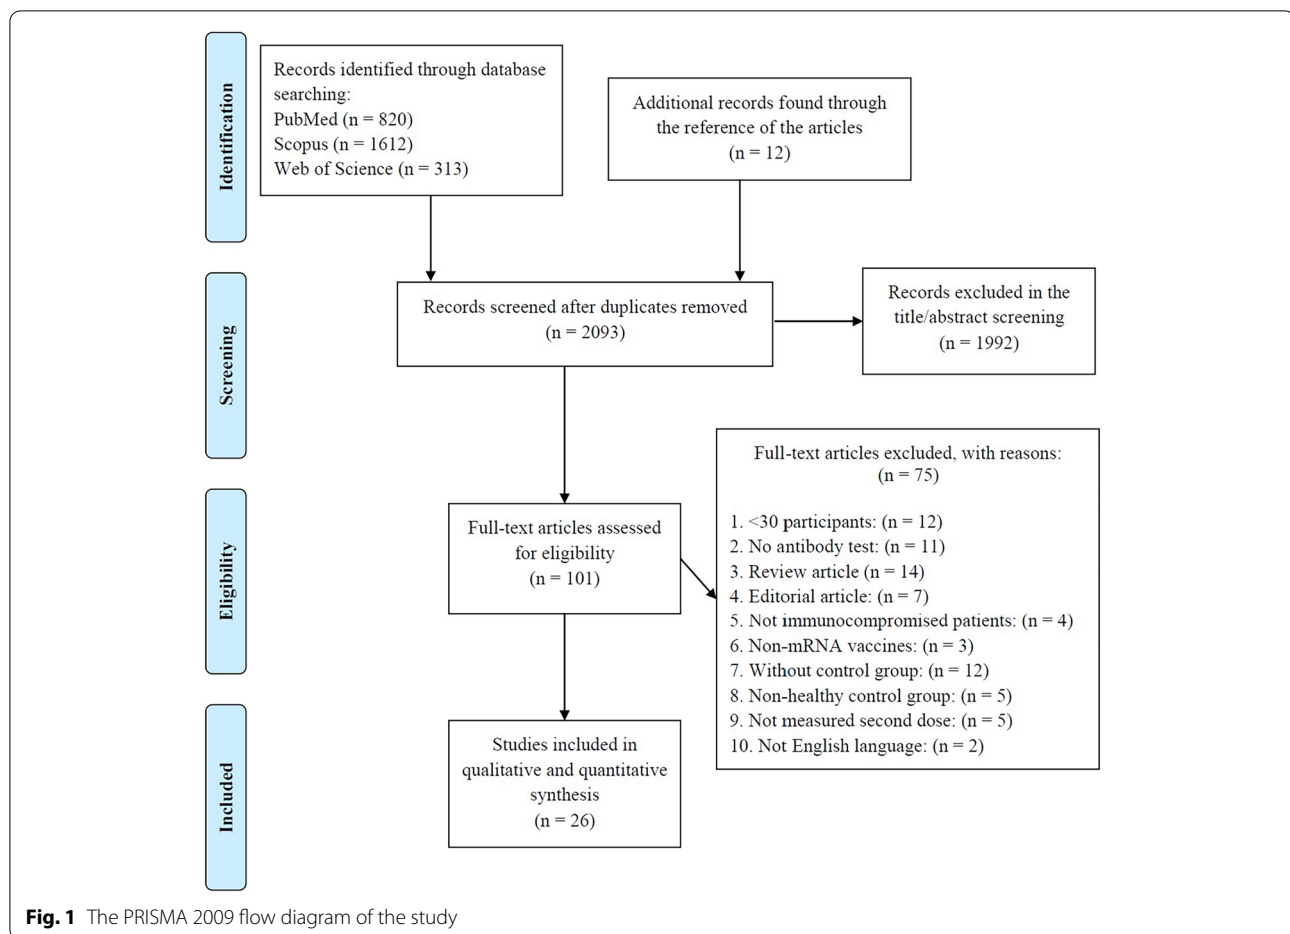 Identification
Records identified through database
searching:
PubMed (n = 820)
Scopus (n = 1612)
Web of Science (n = 313)
Additional records found through
the reference of the articles
(n = 12)
Screening
Records screened after duplicates removed
(n = 2093)
Records excluded in the
title/abstract screening
(n = 1992)
Eligibility
Full-text articles assessed
for eligibility
(n = 101)
Full-text articles excluded, with reasons:
(n = 75)
1. <30 participants: (n = 12)
2. No antibody test: (n = 11)
3. Review article (n = 14)
4. Editorial article: (n = 7)
5. Not immunocompromised patients: (n = 4)
6. Non-mRNA vaccines: (n = 3)
7. Without control group: (n = 12)
8. Non-healthy control group: (n = 5)
9. Not measured second dose: (n = 5)
10. Not English language: (n = 2)
Included
Studies included in
qualitative and quantitative
synthesis
(n = 26)
Fig. 1 The PRISMA 2009 flow diagram of the study